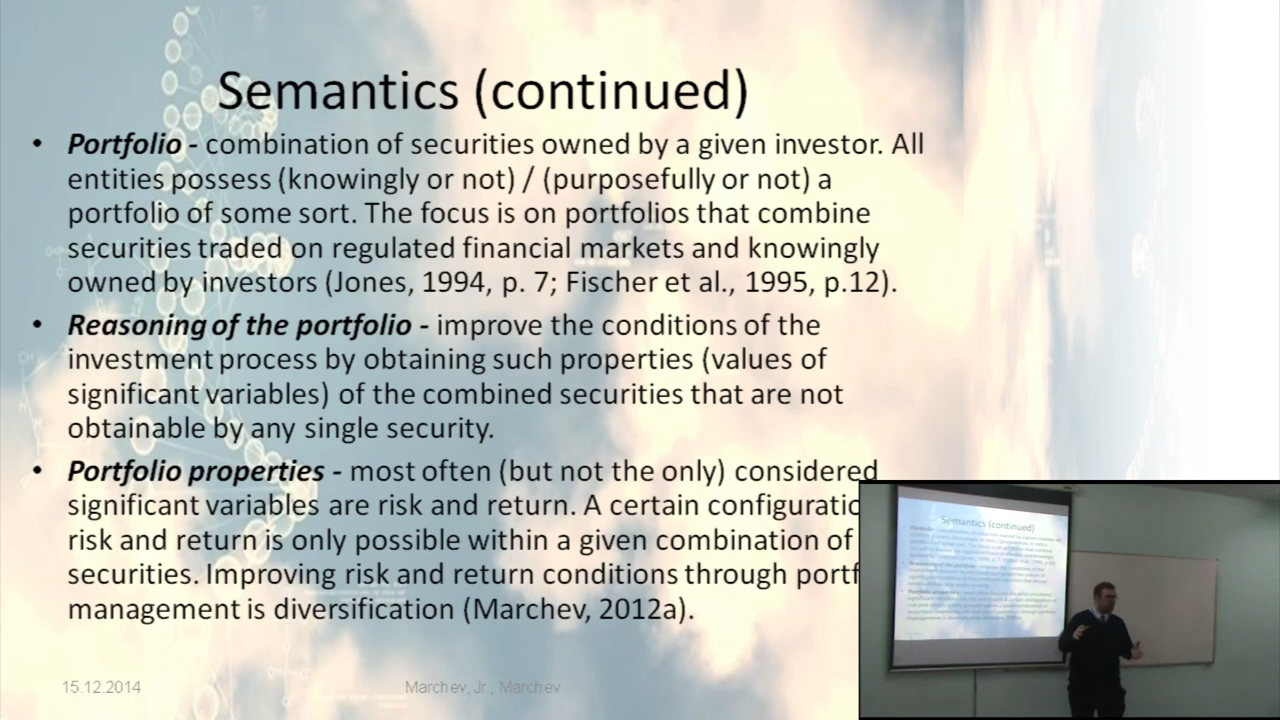 Semantics (continued)
• Portfolio - combination of securities owned by a given investor. All
entities possess (knowingly or not) / (purposefully or not) a
portfolio of some sort. The focus is on portfolios that combine
securities traded on regulated financial markets and knowingly
owned by investors (Jones, 1994, p. 7; Fischer et al., 1995, p.12).
• Reasoning of the portfolio - improve the conditions of the
investment process by obtaining such properties (values of
significant variables) of the combined securities that are not
obtainable by any single security.
• Portfolio properties - most often (but not the only) considered
significant variables are risk and return. A certain configuratio
risk and return is only possible within a given combination of
securities. Improving risk and return conditions through portf
management is diversification (Marchev, 2012a).
15.12.2014
Marchev, Jr., Marchev
Semantics (continued)